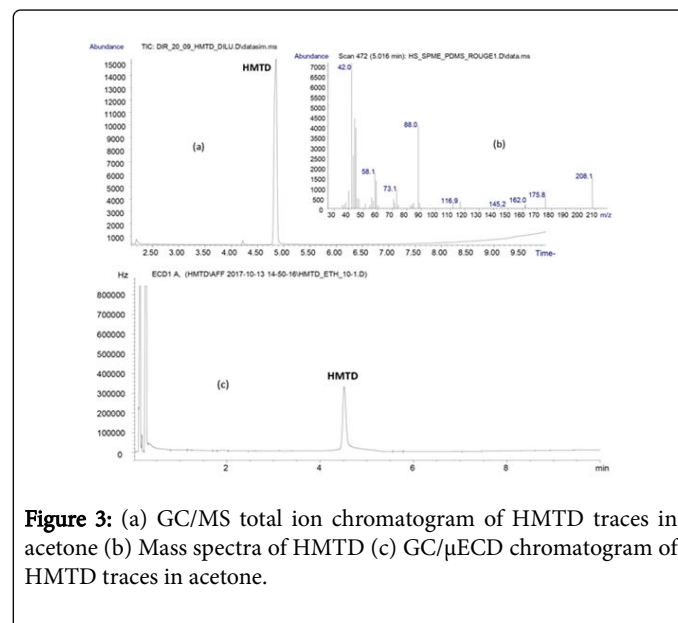 Abundance
TIC: DIR_20_09_HMTD_DILU.D\datasim.ms
HMTD
15000
14000
13000
12000
11000
10000
9000
8000
7000
6000
5000
4000
3000
2000
1000
(a)
2.50 3.00 3.50 4.00 4.50 5.00 5.50 6.00 6.50 7.00 7.50 8.00 8.50 9.00 9.50
Time-
Abundance
Scan 472 (5.016 min): HS_SPME_PDMS_ROUGE1.D\data.ms
7000
6500
6000
5500
5000
4500
4000
3500
3000
2500
2000
1500
1000
500
0
42.0
88.0
(b)
58.1
73.1
116.9
145.2
162.0
175.8
208.1
30 40 50 60 70 80 90 100 110 120 130 140 150 160 170 180 190 200 210 m/z
Hz
ECD1 A, (HMTD\AFF 2017-10-13 14-50-16\HMTD_ETH_10-1.D)
800000
700000
600000
500000
400000
300000
200000
100000
0
HMTD
(c)
2 4 6 8 min
Figure 3: (a) GC/MS total ion chromatogram of HMTD traces in
acetone (b) Mass spectra of HMTD (c) GC/μECD chromatogram of
HMTD traces in acetone.